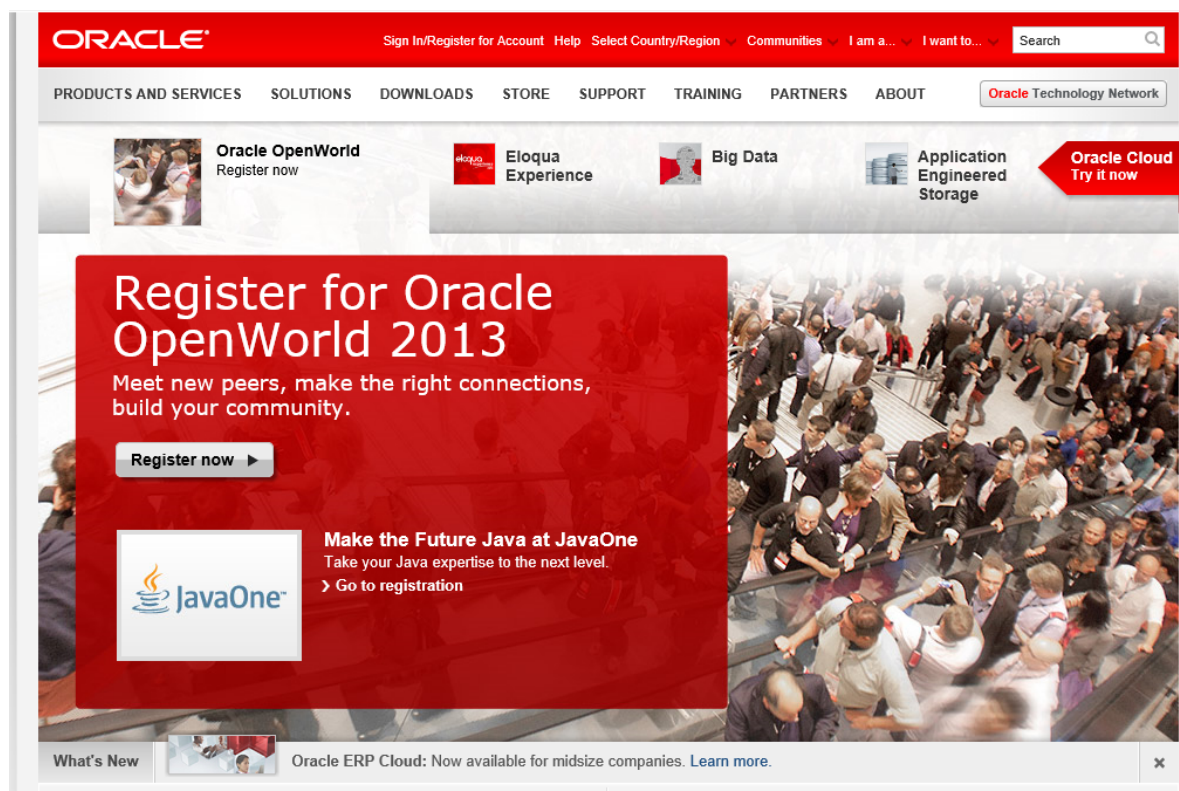 ORACLE®
Sign In/Register for Account Help Select Country/Region Communities I am a... I want to... Search
PRODUCTS AND SERVICES SOLUTIONS DOWNLOADS STORE SUPPORT TRAINING PARTNERS ABOUT Oracle Technology Network
Oracle OpenWorld
Register now
eloqua
Eloqua
Experience
Big Data
Application
Engineered
Storage
Oracle Cloud
Try it now
Register for Oracle
OpenWorld 2013
Meet new peers, make the right connections,
build your community.
Register now
JavaOne™
Make the Future Java at JavaOne
Take your Java expertise to the next level.
Go to registration
What's New
Oracle ERP Cloud: Now available for midsize companies. Learn more.